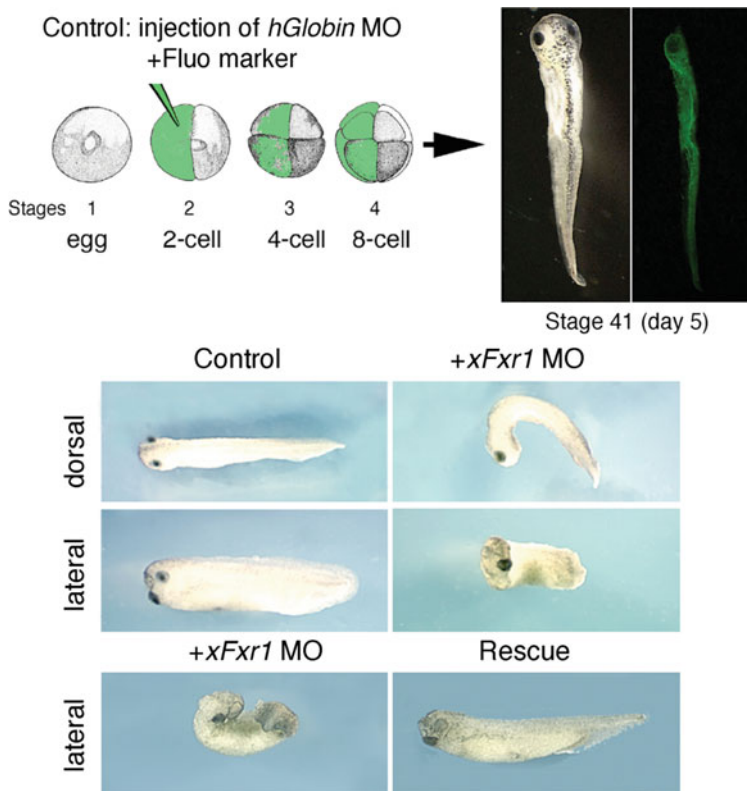 Control: injection of hGlobin MO
+Fluo marker
Stages 1 2 3 4
egg 2-cell 4-cell 8-cell
Stage 41 (day 5)
Control +xFxr1 MO
dorsal
lateral
+xFxr1 MO Rescue
lateral